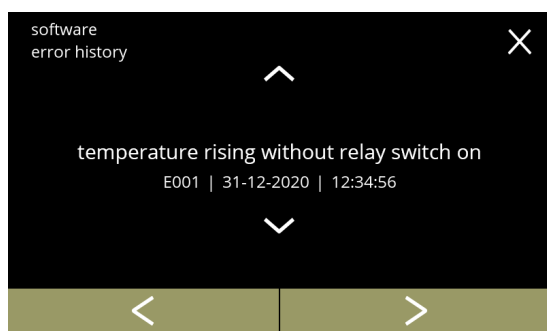 software
error history
temperature rising without relay switch on
E001 | 31-12-2020 | 12:34:56